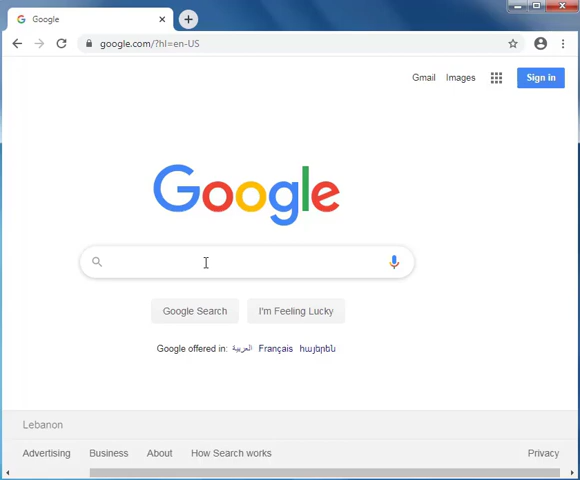 Google
google.com/?hl=en-US
Gmail Images Sign in
Google
Google Search I'm Feeling Lucky
Google offered in: العربية Français հայերեն
Lebanon
Advertising Business About How Search works Privacy